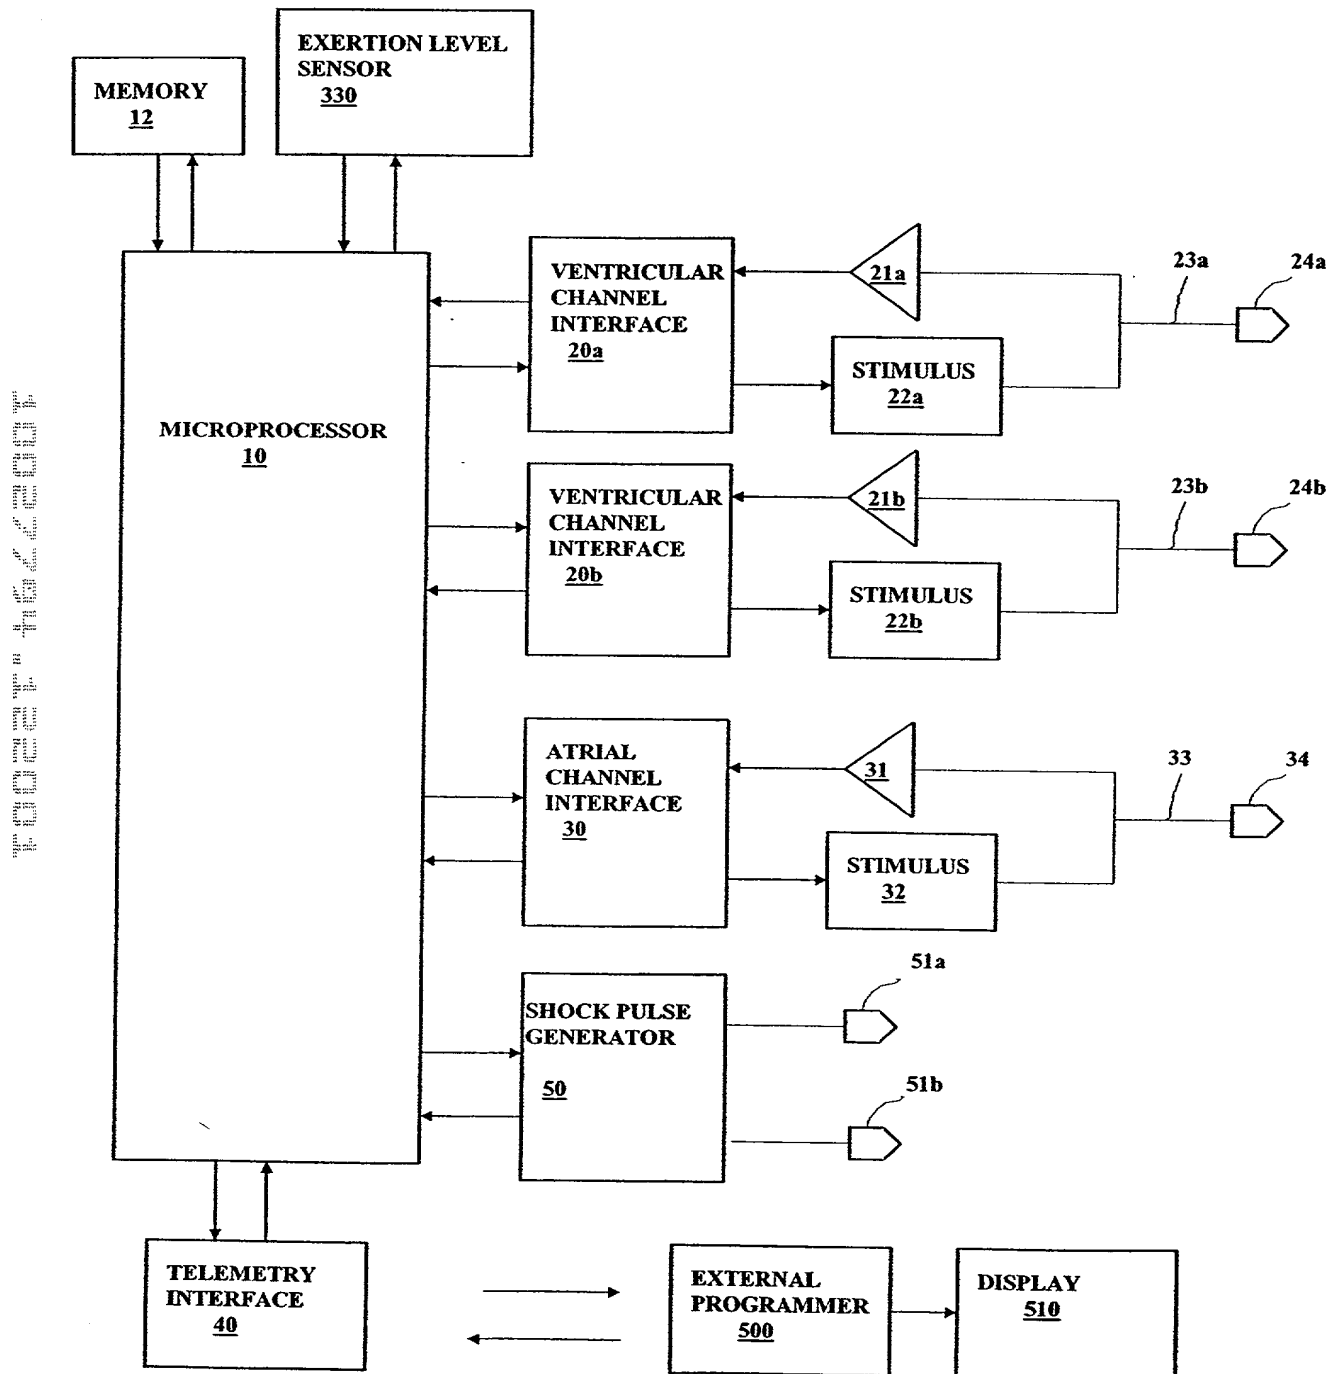 EXERTION LEVEL
SENSOR
330
MEMORY
12
MICROPROCESSOR
10
VENTRICULAR
CHANNEL
INTERFACE
20a
21a
STIMULUS
22a
23a
24a
VENTRICULAR
CHANNEL
INTERFACE
20b
21b
STIMULUS
22b
23b
24b
ATRIAL
CHANNEL
INTERFACE
30
31
STIMULUS
32
33
34
SHOCK PULSE
GENERATOR
50
51a
51b
TELEMETRY
INTERFACE
40
EXTERNAL
PROGRAMMER
500
DISPLAY
510